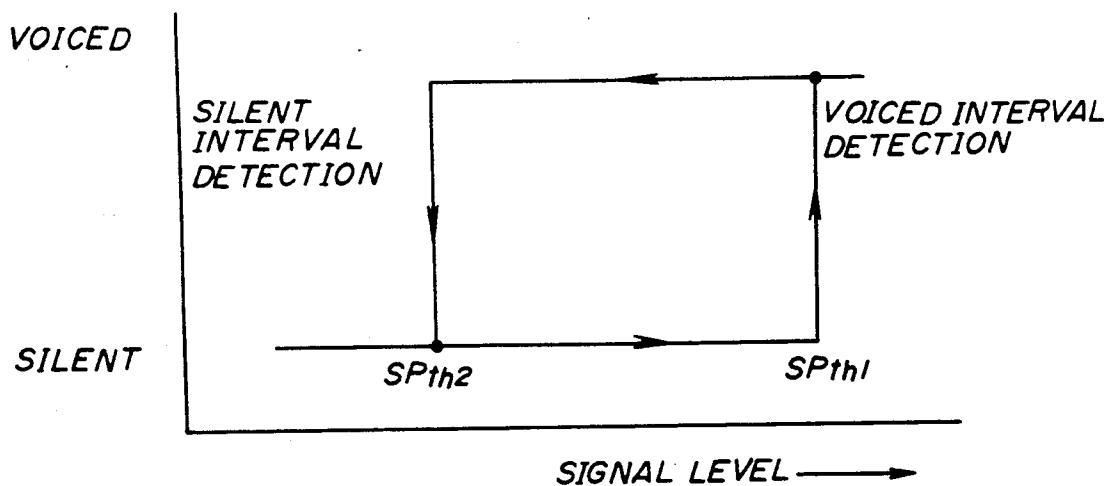 VOICED
SILENT
INTERVAL
DETECTION
VOICED INTERVAL
DETECTION
SILENT
SPth2
SPth1
SIGNAL LEVEL